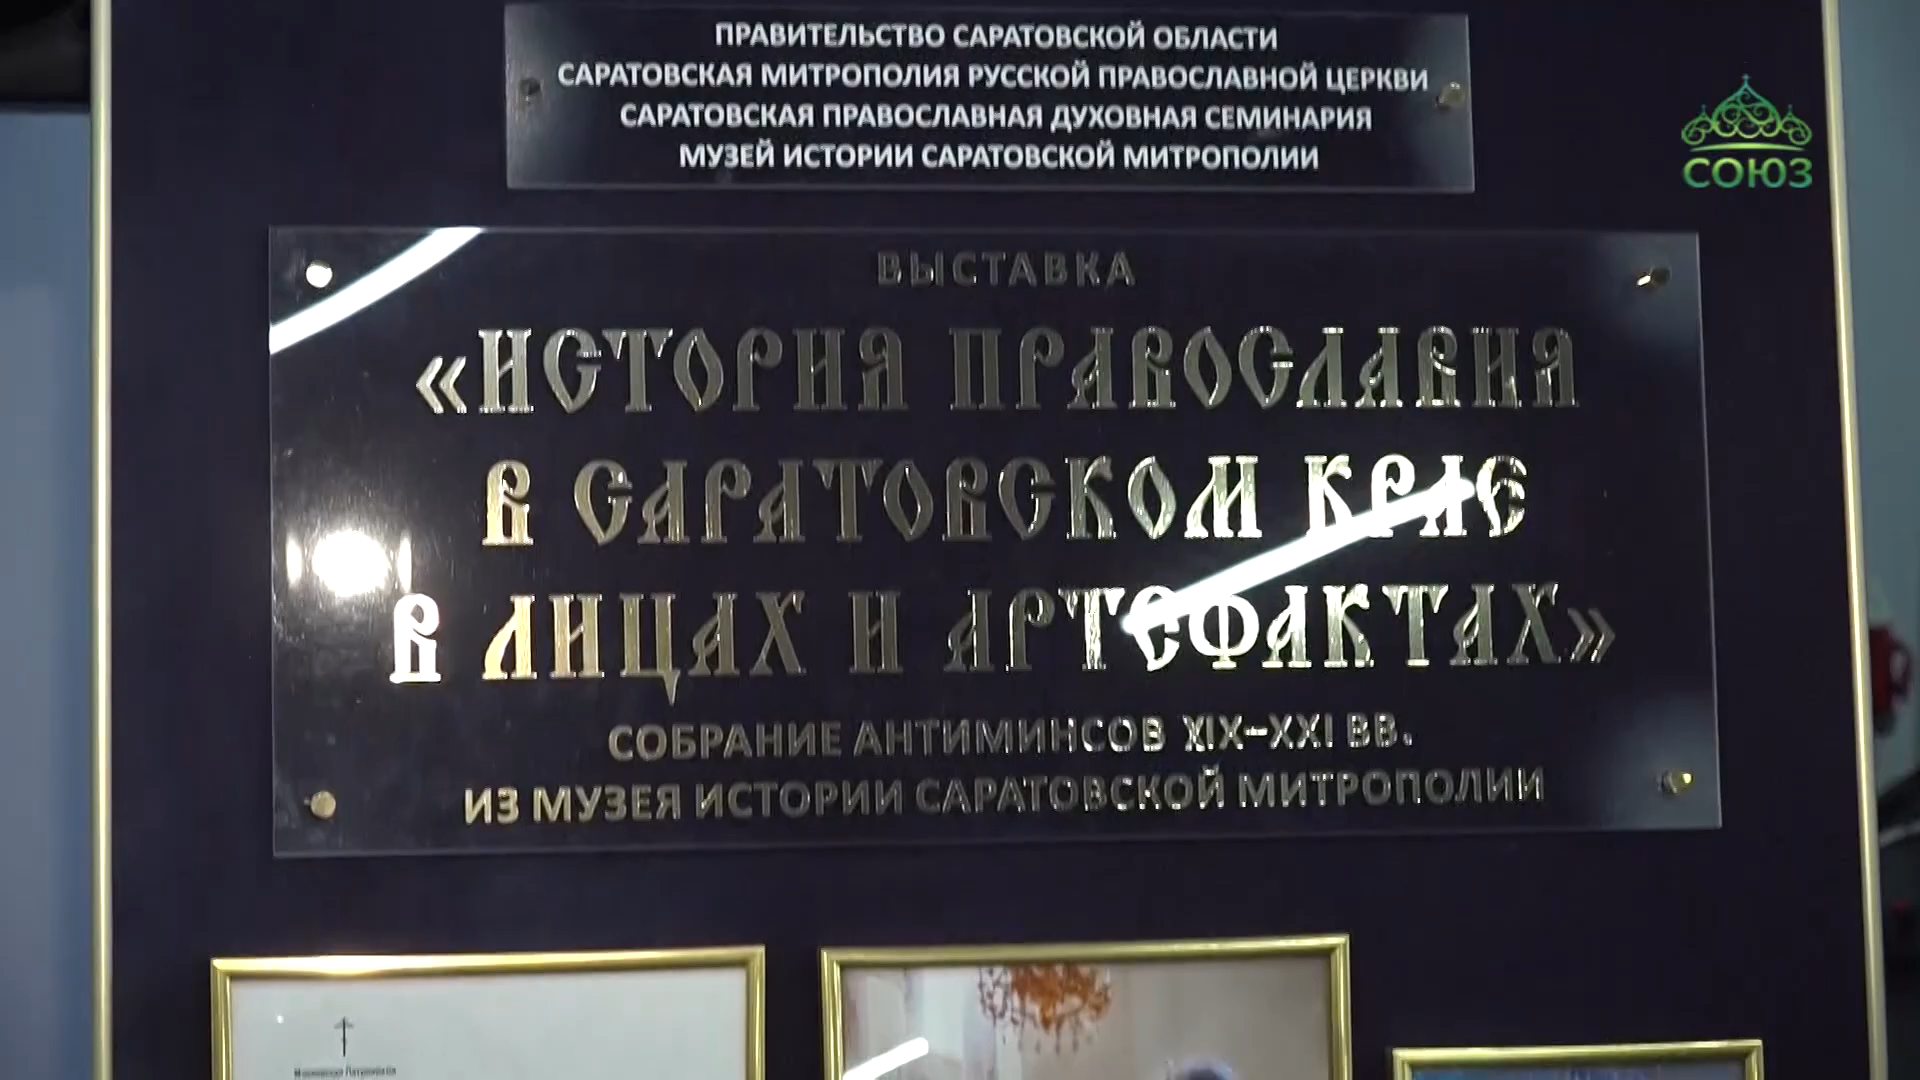 ПРАВИТЕЛЬСТВО САРАТОВСКОЙ ОБЛАСТИ
САРАТОВСКАЯ МИТРОПОЛИЯ РУССКОЙ ПРАВОСЛАВНОЙ ЦЕРКВИ
САРАТОВСКАЯ ПРАВОСЛАВНАЯ ДУХОВНАЯ СЕМИНАРИЯ
МУЗЕЙ ИСТОРИИ САРАТОВСКОЙ МИТРОПОЛИИ
СОЮЗ
ВЫСТАВКА
«ИСТОРИЯ ПРАВОСЛАВИЯ
В САРАТОВСКОМ КРАЕ
В ЛИЦАХ И АРТЕФАКТАХ»
СОБРАНИЕ АНТИМИНСОВ XIX–XXI ВВ.
ИЗ МУЗЕЯ ИСТОРИИ САРАТОВСКОЙ МИТРОПОЛИИ